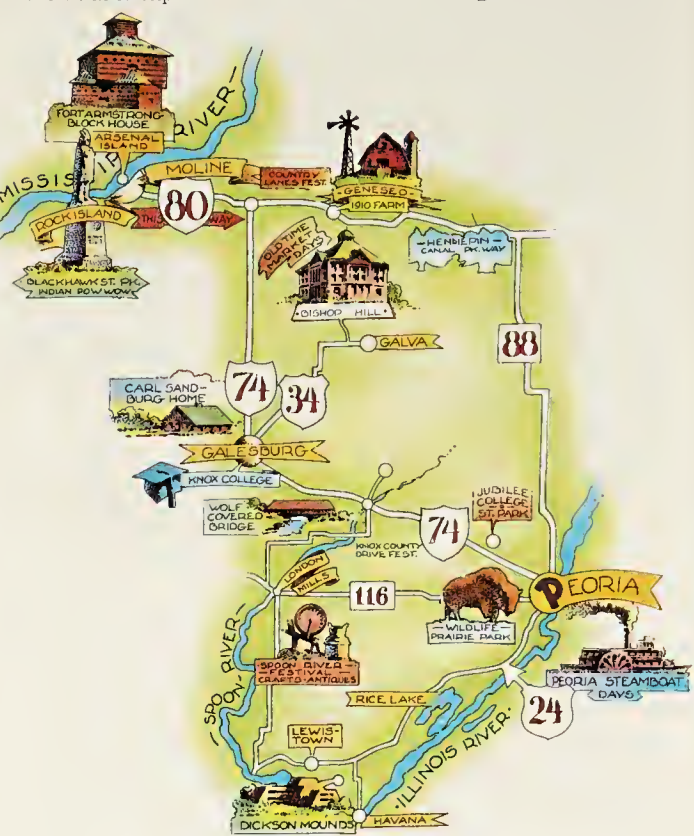 FORT ARMSTRONG
BLOCK HOUSE
ARSENAL
ISLAND
MISSISSIPPI RIVER
MOLINE
COUNTRY
LANES FEST.
GENESEO
1910 FARM
ROCK ISLAND
80
THIS WAY
OLD TIME
MARKET
DAYS
HENNEPIN
CANAL PK. WAY
BLACKHAWK ST. PK.
INDIAN POW WOW
BISHOP HILL
GALVA
88
CARL SAND-
BURG HOME
74
34
GALESBURG
KNOX COLLEGE
WOLF
COVERED
BRIDGE
JUBILEE
COLLEGE
ST. PARK
74
KNOX COUNTY
DRIVE FEST.
LONDON
MILLS
116
PEORIA
WILDLIFE
PRAIRIE PARK
SPOON RIVER
SPOON RIVER
FESTIVAL
CRAFTS-ANTIQUES
PEORIA STEAMBOAT
DAYS
RICE LAKE
24
ILLINOIS RIVER
LEWIS-
TOWN
DICKSON MOUNDS
HAVANA